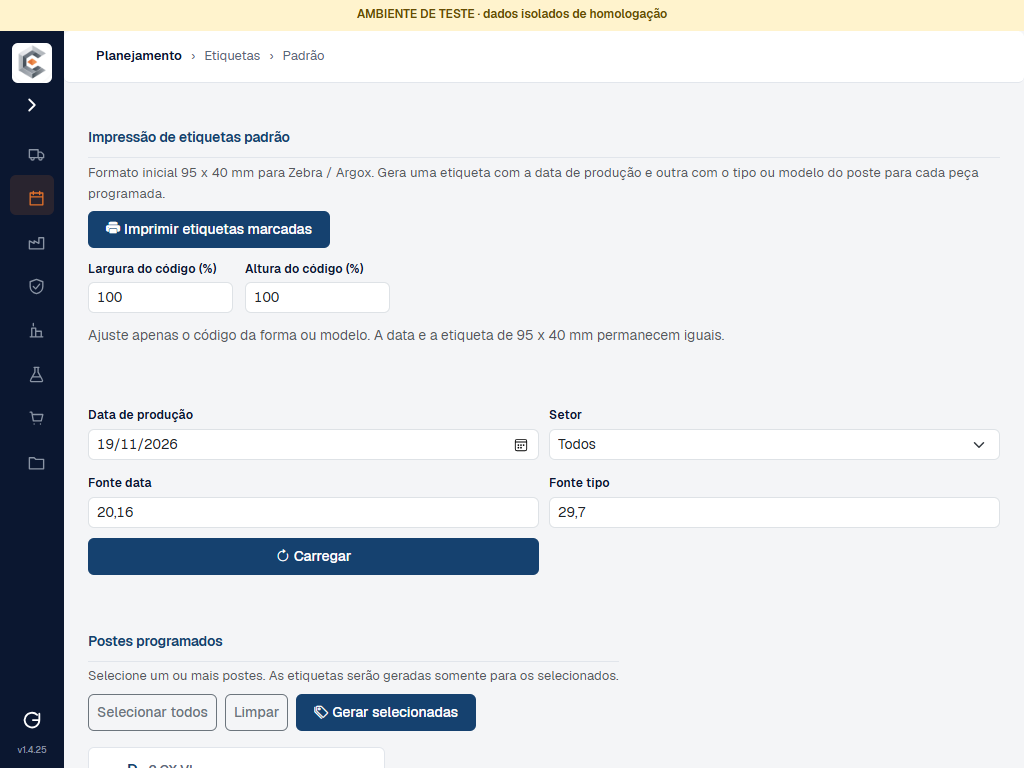 AMBIENTE DE TESTE · dados isolados de homologação
Planejamento › Etiquetas › Padrão
Impressão de etiquetas padrão
Formato inicial 95 x 40 mm para Zebra / Argox. Gera uma etiqueta com a data de produção e outra com o tipo ou modelo do poste para cada peça
programada.
Imprimir etiquetas marcadas
Largura do código (%) Altura do código (%)
100 100
Ajuste apenas o código da forma ou modelo. A data e a etiqueta de 95 x 40 mm permanecem iguais.
Data de produção Setor
19/11/2026 Todos
Fonte data Fonte tipo
20,16 29,7
Carregar
Postes programados
Selecione um ou mais postes. As etiquetas serão geradas somente para os selecionados.
Selecionar todos Limpar Gerar selecionadas
v1.4.25